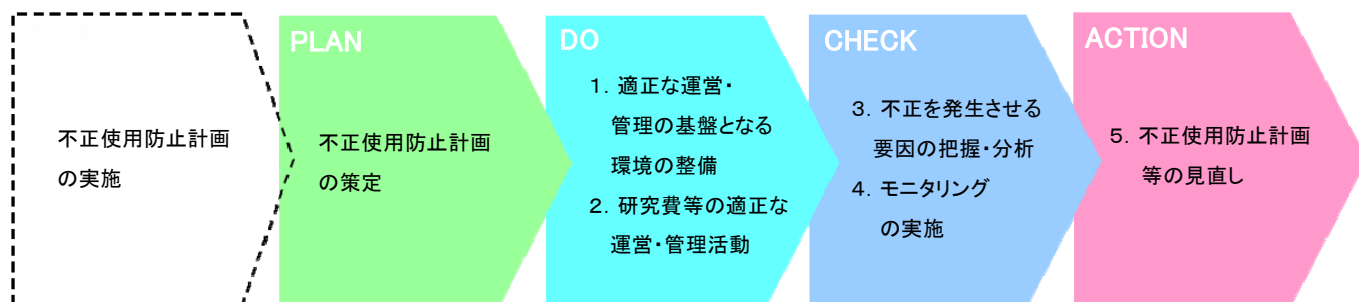 不正使用防止計画
の実施
PLAN
不正使用防止計画
の策定
DO
1. 適正な運営・
管理の基盤となる
環境の整備
2. 研究費等の適正な
運営・管理活動
CHECK
3. 不正を発生させる
要因の把握・分析
4. モニタリング
の実施
ACTION
5. 不正使用防止計画
等の見直し